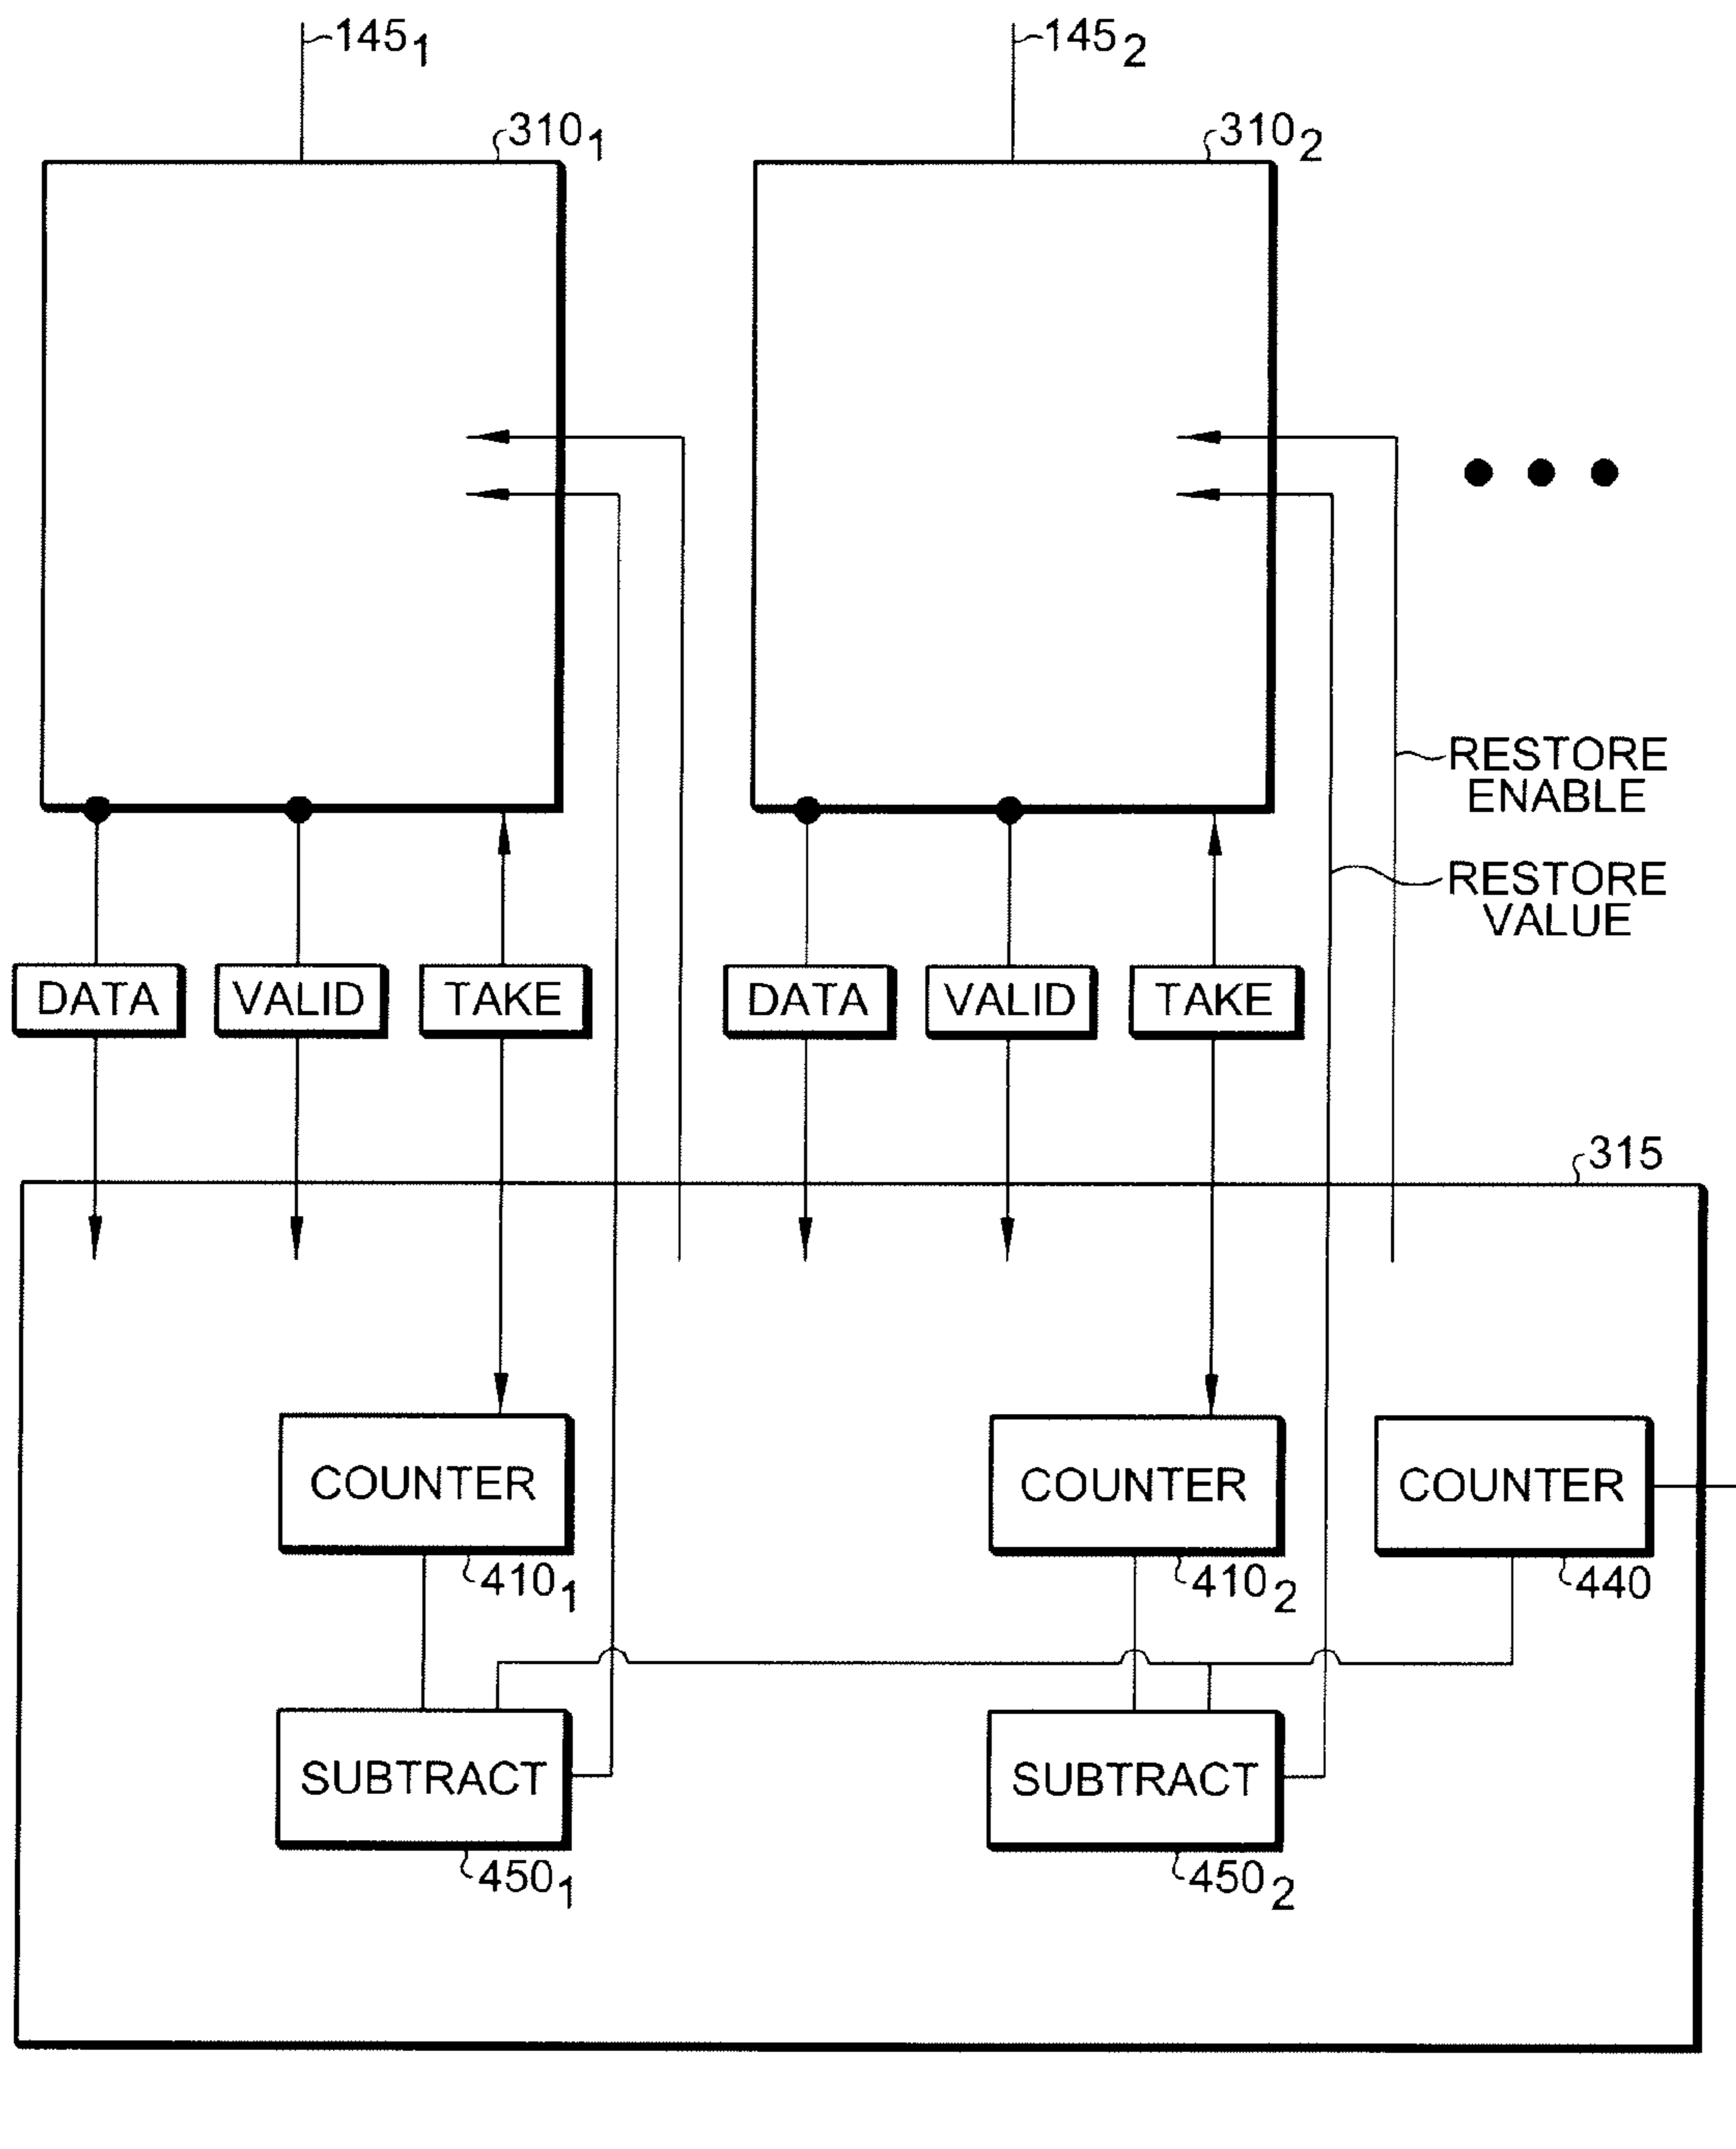 145₁ 145₂
310₁ 310₂
RESTORE
ENABLE
RESTORE
VALUE
DATA VALID TAKE DATA VALID TAKE
315
COUNTER COUNTER COUNTER
410₁ 410₂ 440
SUBTRACT SUBTRACT
450₁ 450₂